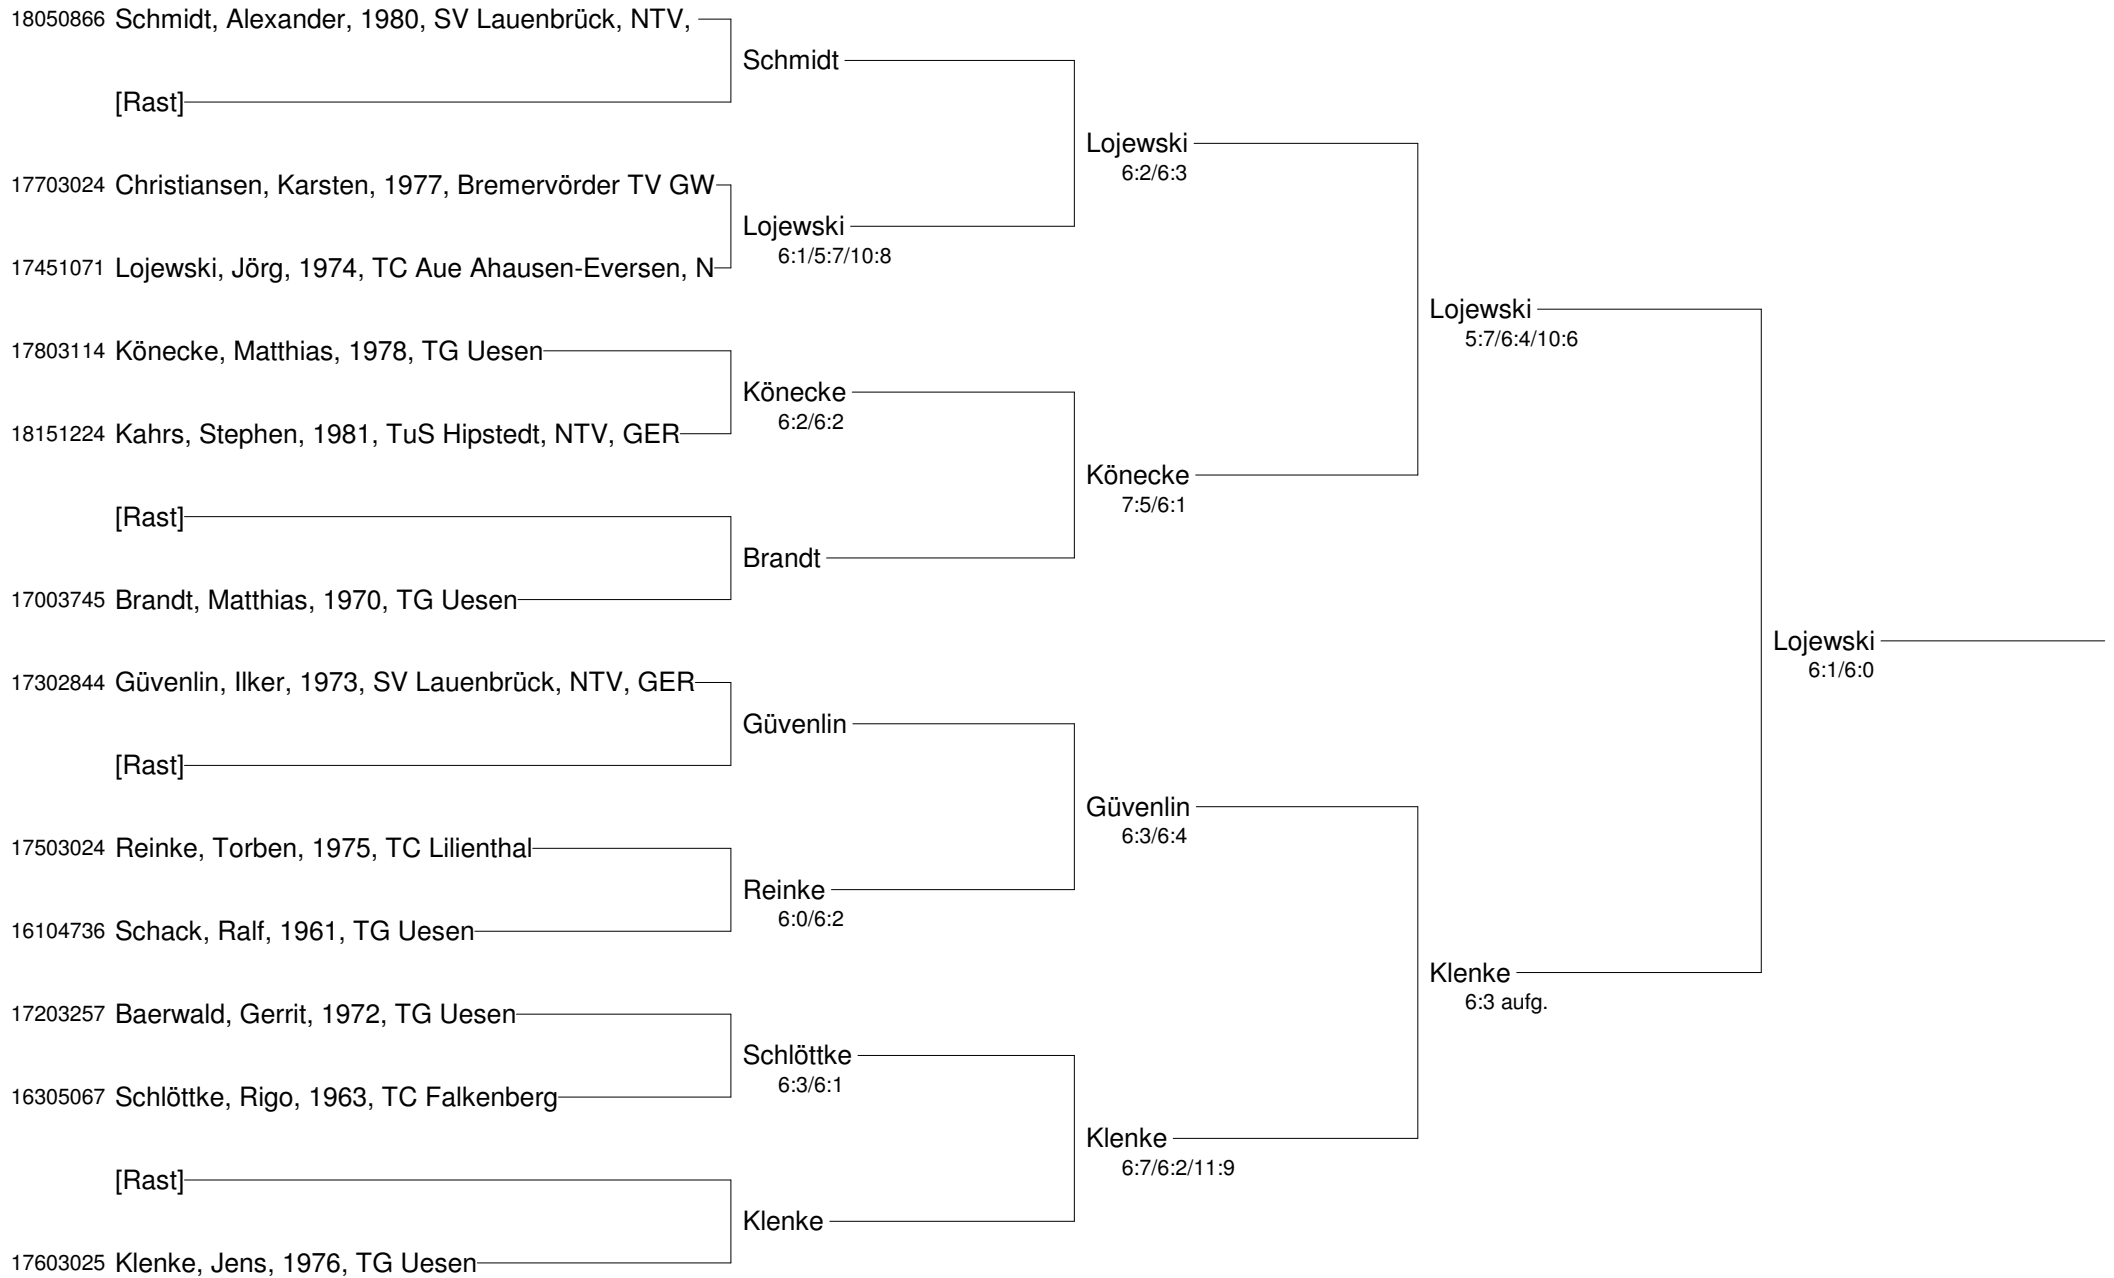 18050866 Schmidt, Alexander, 1980, SV Lauenbrück, NTV,
Schmidt
[Rast]
Lojewski
6:2/6:3
17703024 Christiansen, Karsten, 1977, Bremervörder TV GW
Lojewski
6:1/5:7/10:8
17451071 Lojewski, Jörg, 1974, TC Aue Ahausen-Eversen, N
Lojewski
5:7/6:4/10:6
17803114 Könecke, Matthias, 1978, TG Uesen
Könecke
6:2/6:2
18151224 Kahrs, Stephen, 1981, TuS Hipstedt, NTV, GER
Könecke
7:5/6:1
[Rast]
Brandt
17003745 Brandt, Matthias, 1970, TG Uesen
Lojewski
6:1/6:0
17302844 Güvenlin, Ilker, 1973, SV Lauenbrück, NTV, GER
Güvenlin
[Rast]
Güvenlin
6:3/6:4
17503024 Reinke, Torben, 1975, TC Lilienthal
Reinke
6:0/6:2
16104736 Schack, Ralf, 1961, TG Uesen
Klenke
6:3 aufg.
17203257 Baerwald, Gerrit, 1972, TG Uesen
Schlöttke
6:3/6:1
16305067 Schlöttke, Rigo, 1963, TC Falkenberg
Klenke
6:7/6:2/11:9
[Rast]
Klenke
17603025 Klenke, Jens, 1976, TG Uesen